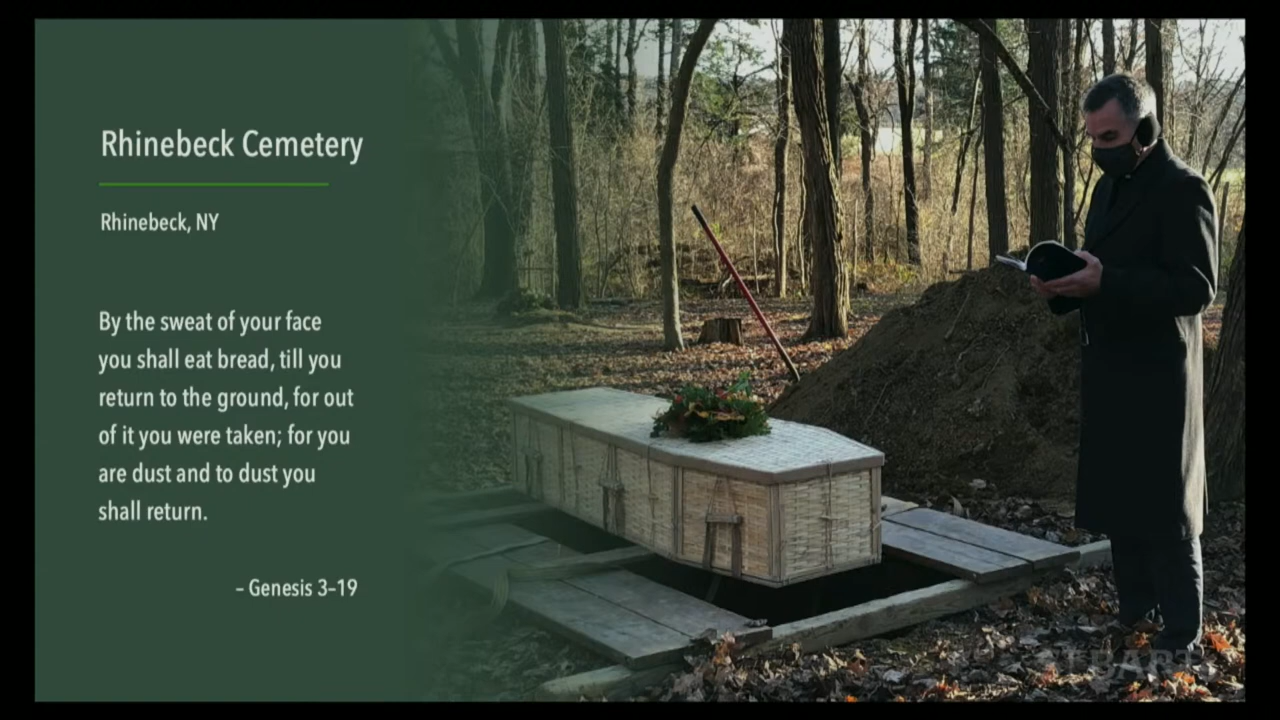 Rhinebeck Cemetery
Rhinebeck, NY
By the sweat of your face
you shall eat bread, till you
return to the ground, for out
of it you were taken; for you
are dust and to dust you
shall return.
– Genesis 3–19